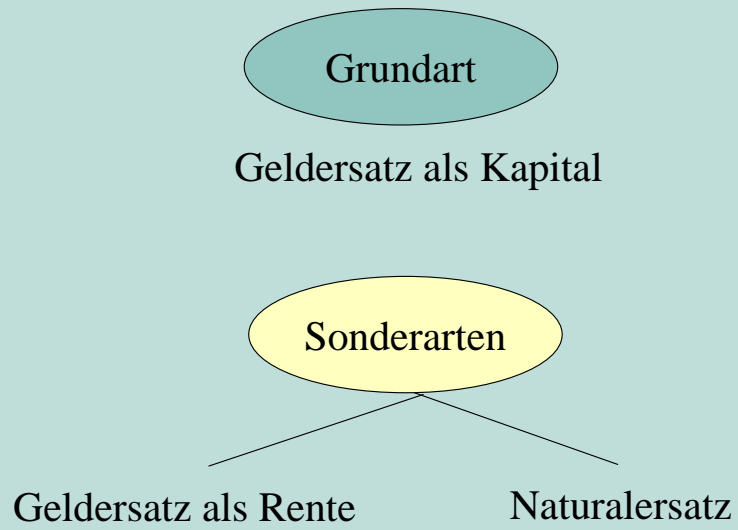 Grundart
Geldersatz als Kapital
Sonderarten
Geldersatz als Rente
Naturalersatz